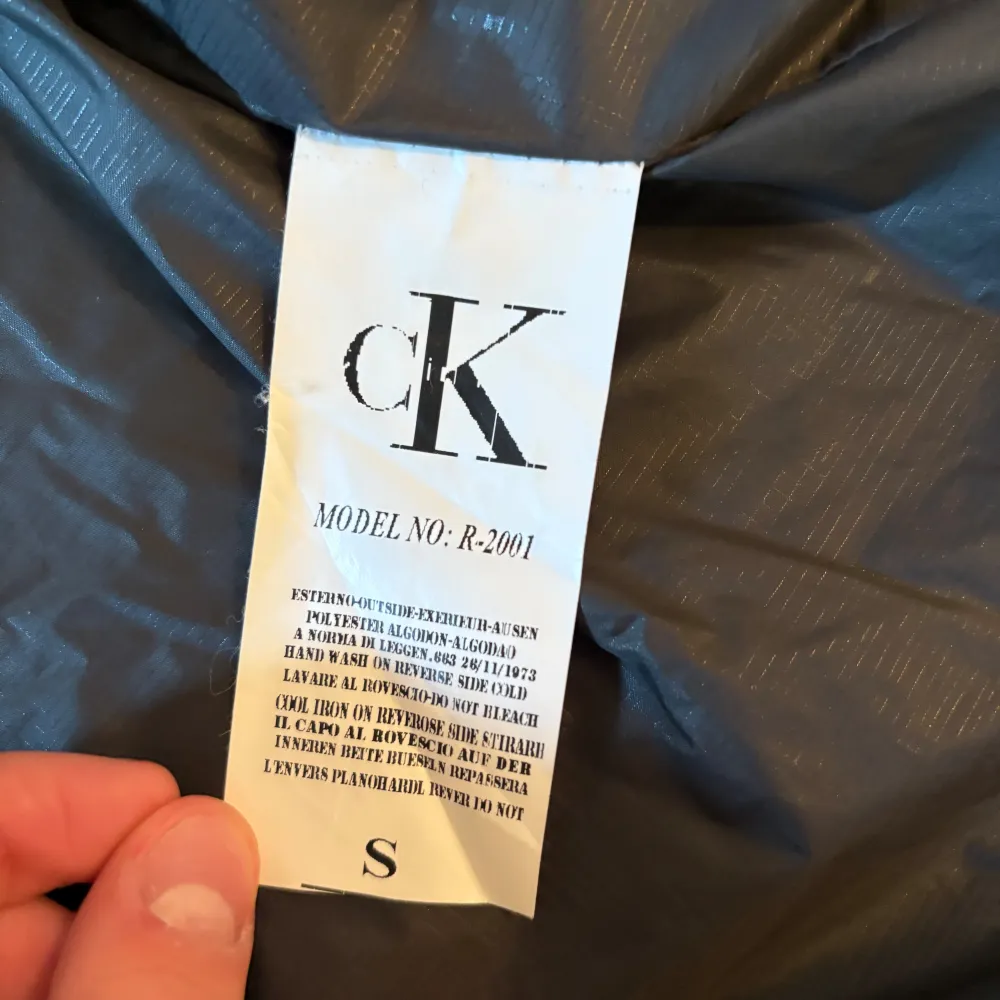 cK
MODEL NO: R-2001
ESTERNO-OUTSIDE-EXERIEUR-AUSEN
POLYESTER ALGODON-ALGODAO
A NORMA DI LEGGEN.663 26/11/1973
HAND WASH ON REVERSE SIDE COLD
LAVARE AL ROVESCIO-DO NOT BLEACH
COOL IRON ON REVEROSE SIDE STIRARH
IL CAPO AL ROVESCIO AUF DER
INNEREN BEITE BUESELN REPASSERA
L'ENVERS PLANOHARDL REVER DO NOT
S